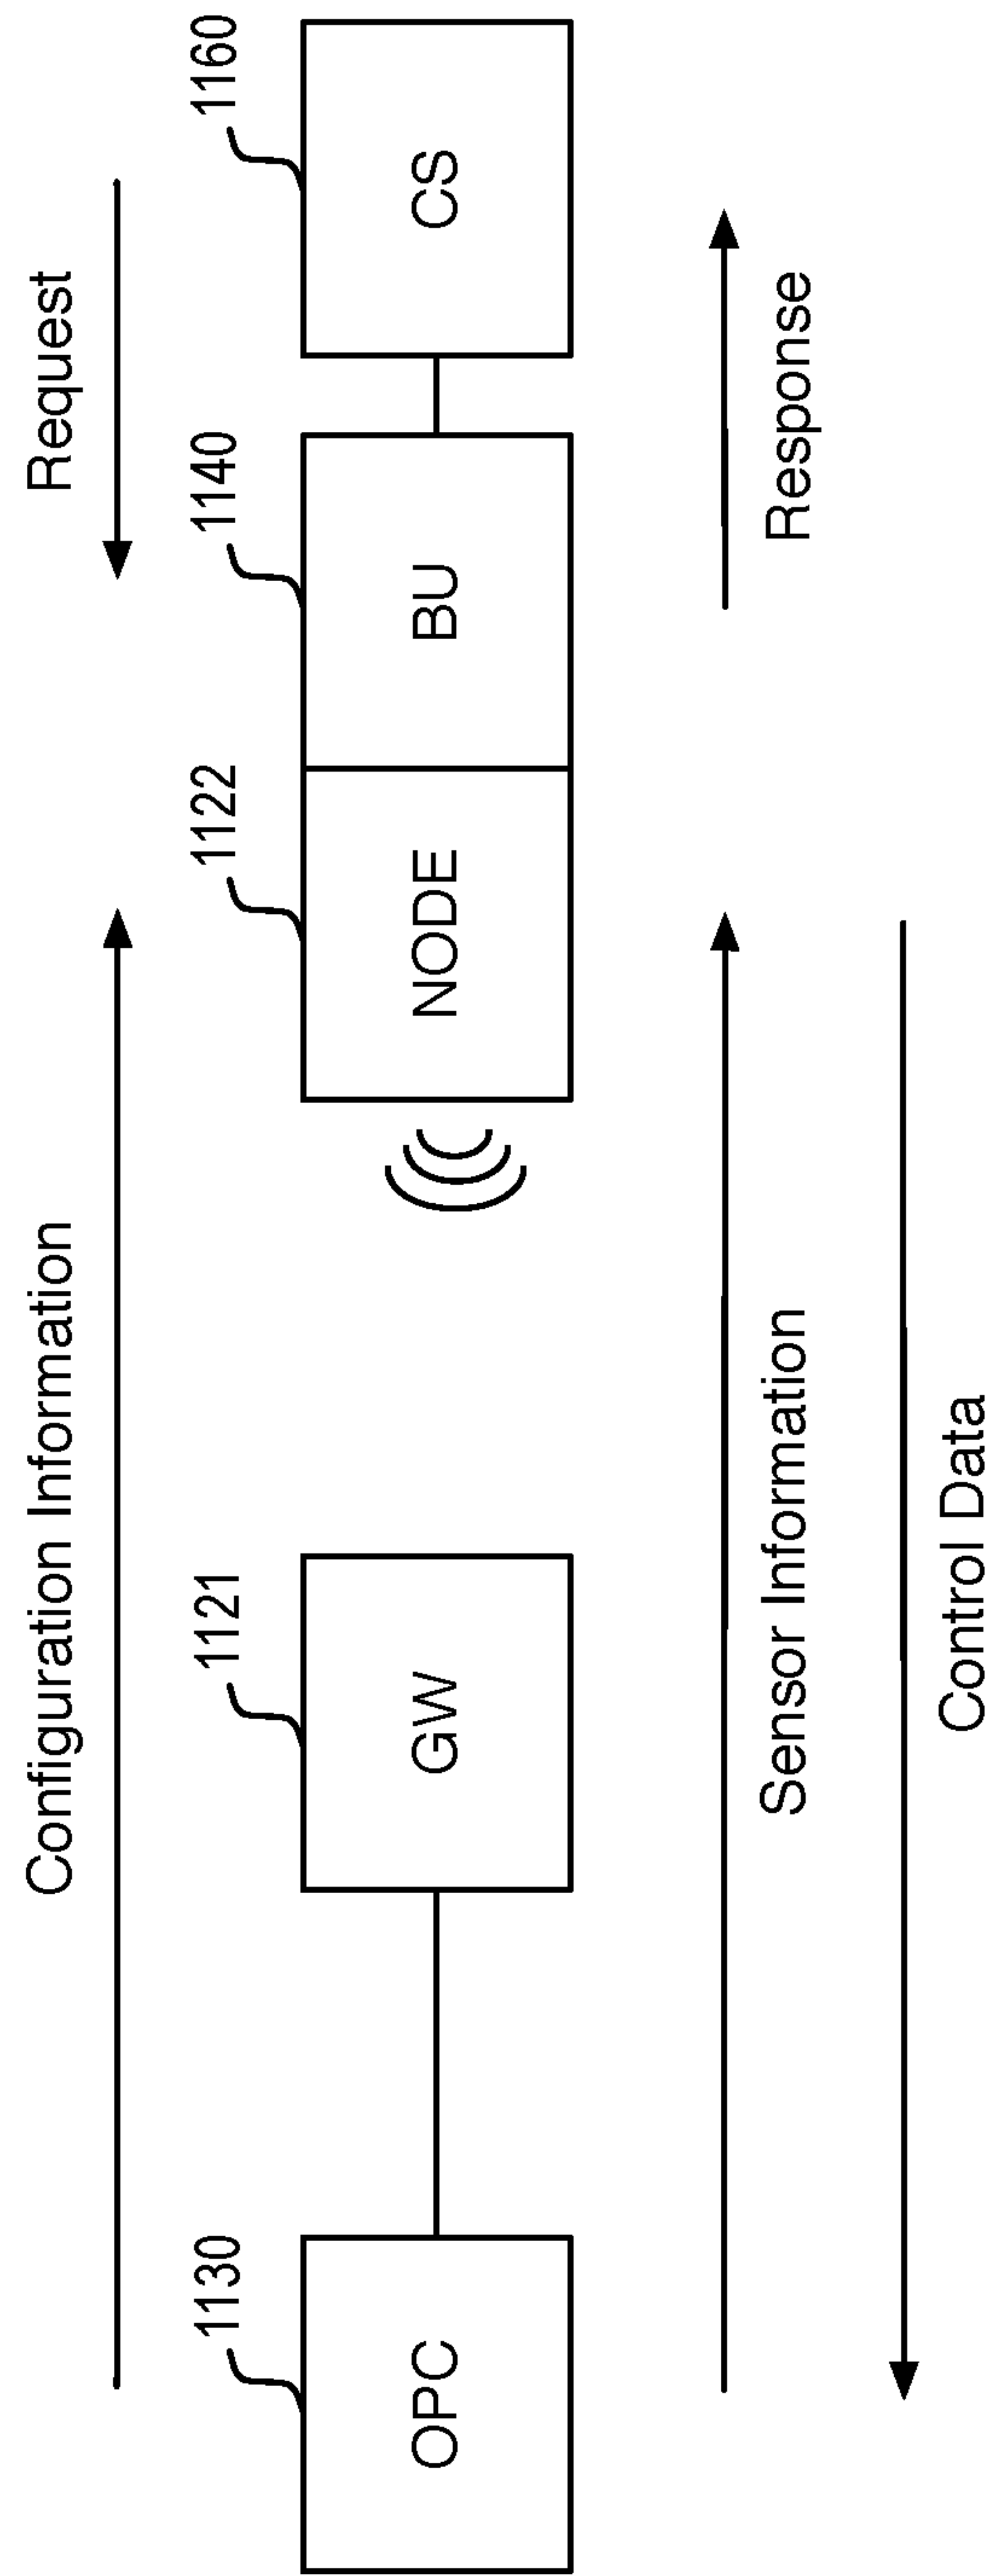 Configuration Information
Request
1130
1121
1122
1140
1160
OPC
GW
NODE
BU
CS
Sensor Information
Response
Control Data